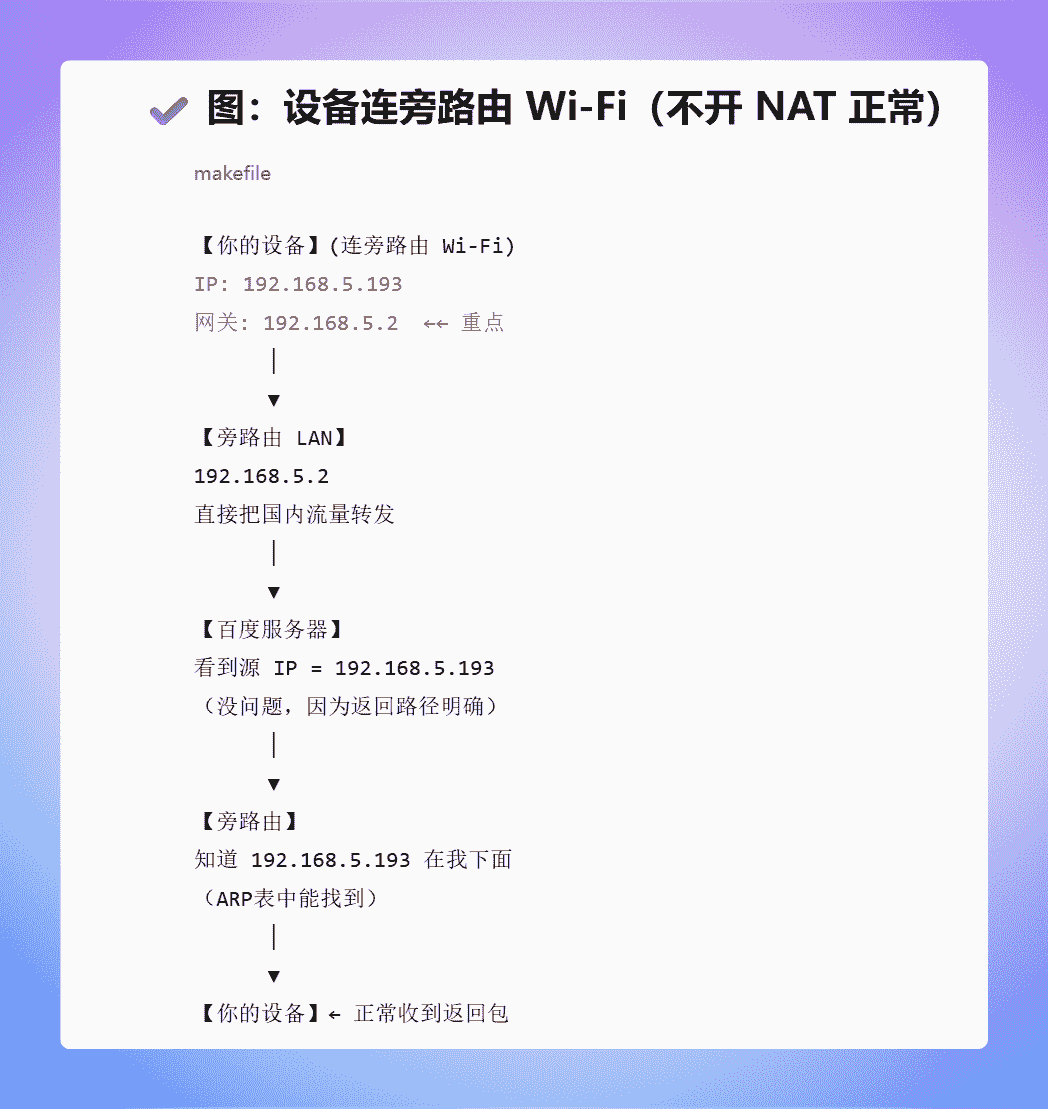 ✔ 图：设备连旁路由 Wi-Fi（不开 NAT 正常）
makefile
【你的设备】(连旁路由 Wi-Fi)
IP: 192.168.5.193
网关: 192.168.5.2 ←← 重点
│
▼
【旁路由 LAN】
192.168.5.2
直接把国内流量转发
│
▼
【百度服务器】
看到源 IP = 192.168.5.193
（没问题，因为返回路径明确）
│
▼
【旁路由】
知道 192.168.5.193 在我下面
（ARP表中能找到）
│
▼
【你的设备】← 正常收到返回包